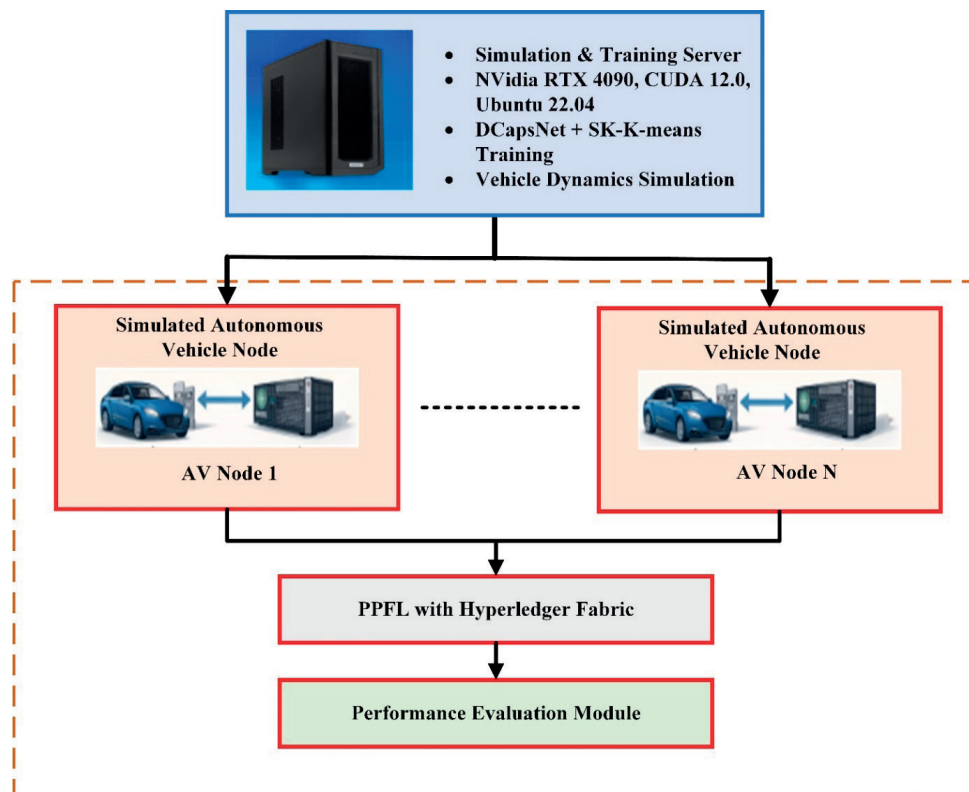 • Simulation & Training Server
• NVidia RTX 4090, CUDA 12.0,
Ubuntu 22.04
• DCapsNet + SK-K-means
Training
• Vehicle Dynamics Simulation
Simulated Autonomous
Vehicle Node
AV Node 1
Simulated Autonomous
Vehicle Node
AV Node N
PPFL with Hyperledger Fabric
Performance Evaluation Module